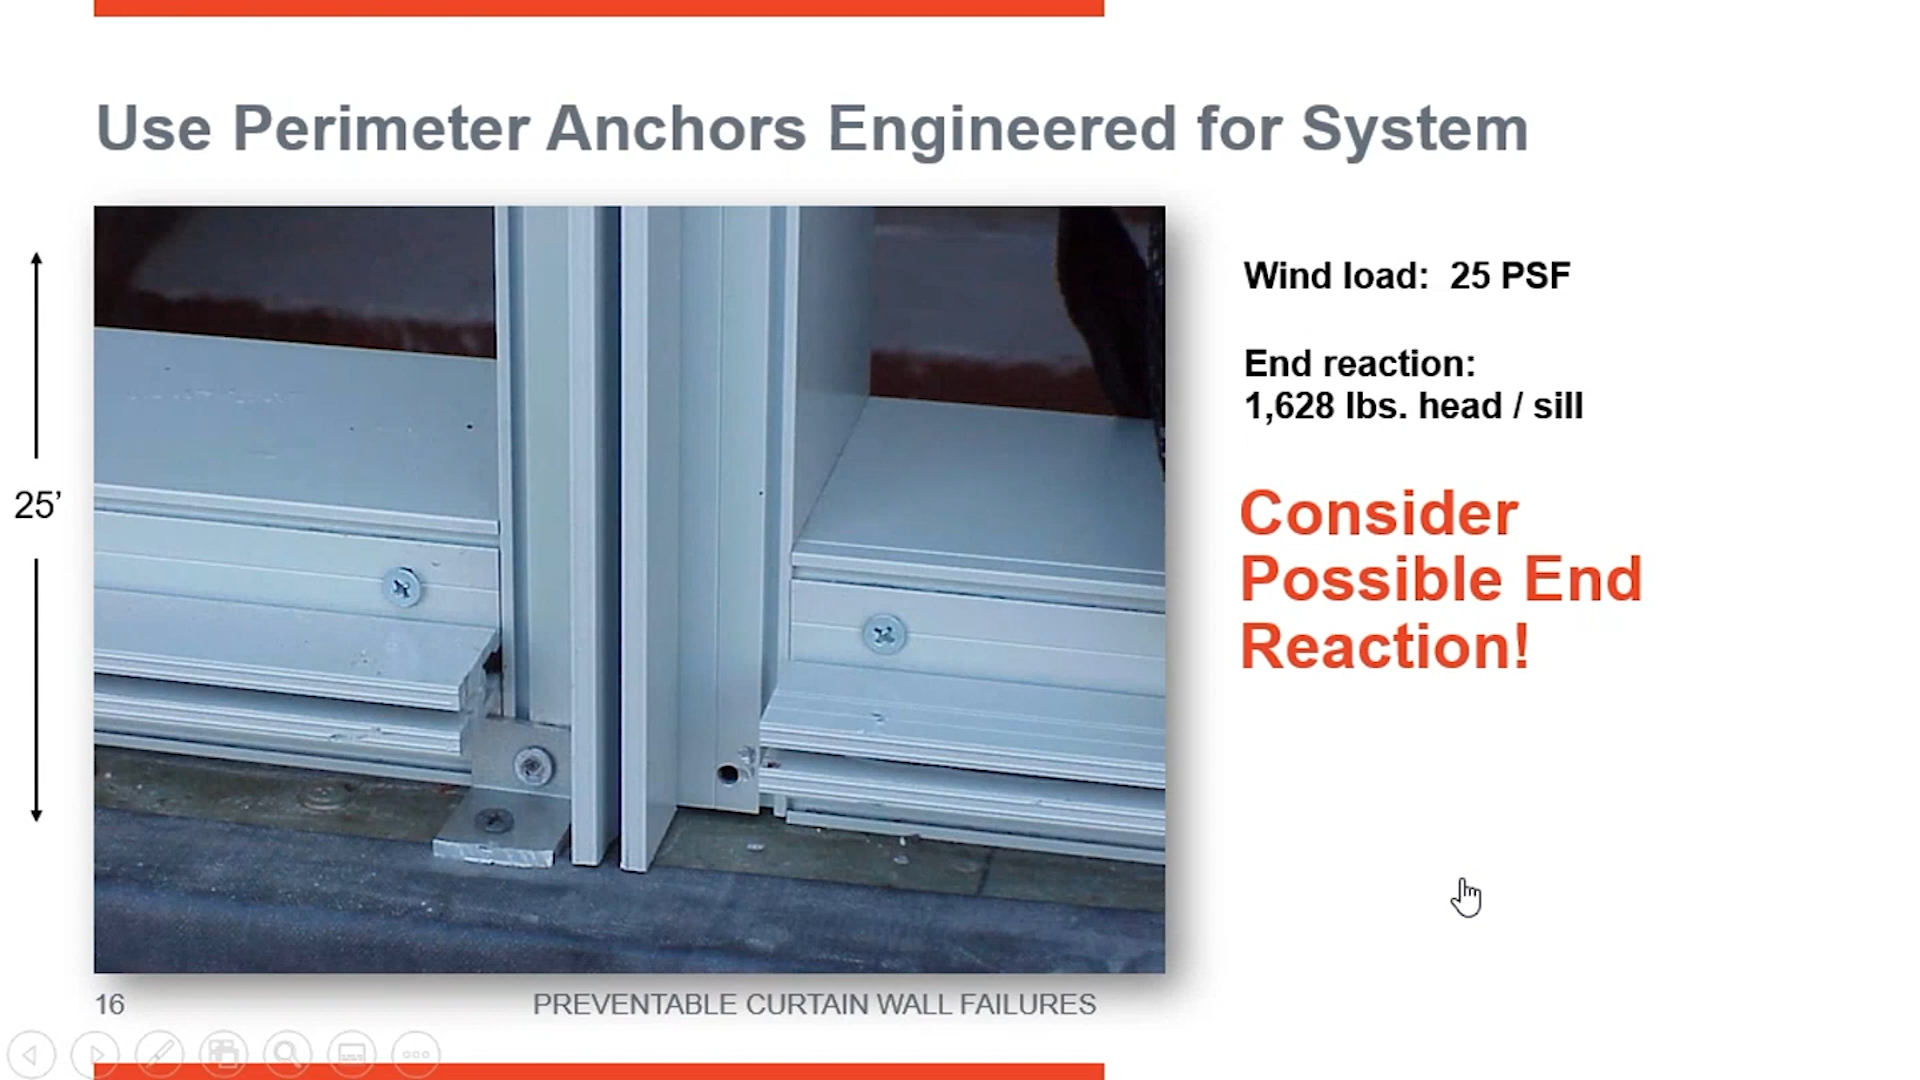 Use Perimeter Anchors Engineered for System
25’
Wind load:  25 PSF
End reaction:
1,628 lbs. head / sill
Consider
Possible End
Reaction!
16
PREVENTABLE CURTAIN WALL FAILURES